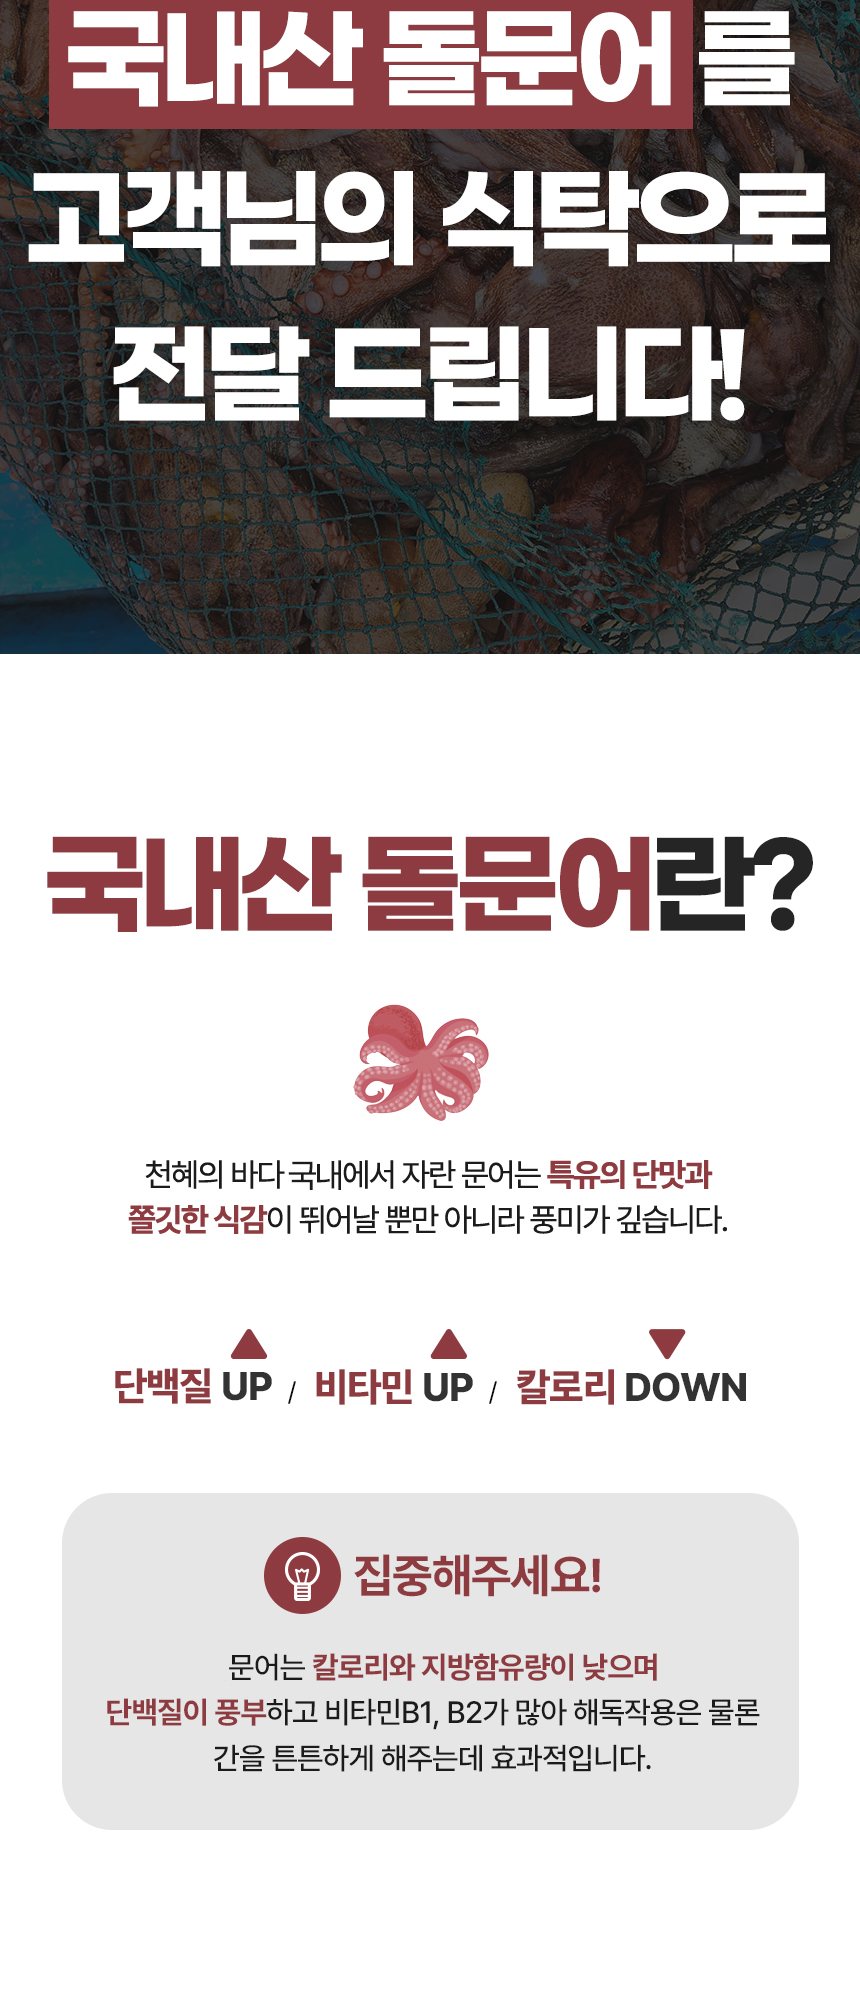 국내산 돌문어 를
고객님의 식탁으로
전달 드립니다!
국내산 돌문어란?
천혜의 바다 국내에서 자란 문어는 특유의 단맛과
쫄깃한 식감이 뛰어날 뿐만 아니라 풍미가 깊습니다.
단백질 UP / 비타민 UP / 칼로리 DOWN
집중해주세요!
문어는 칼로리와 지방함유량이 낮으며
단백질이 풍부하고 비타민B1, B2가 많아 해독작용은 물론
간을 튼튼하게 해주는데 효과적입니다.